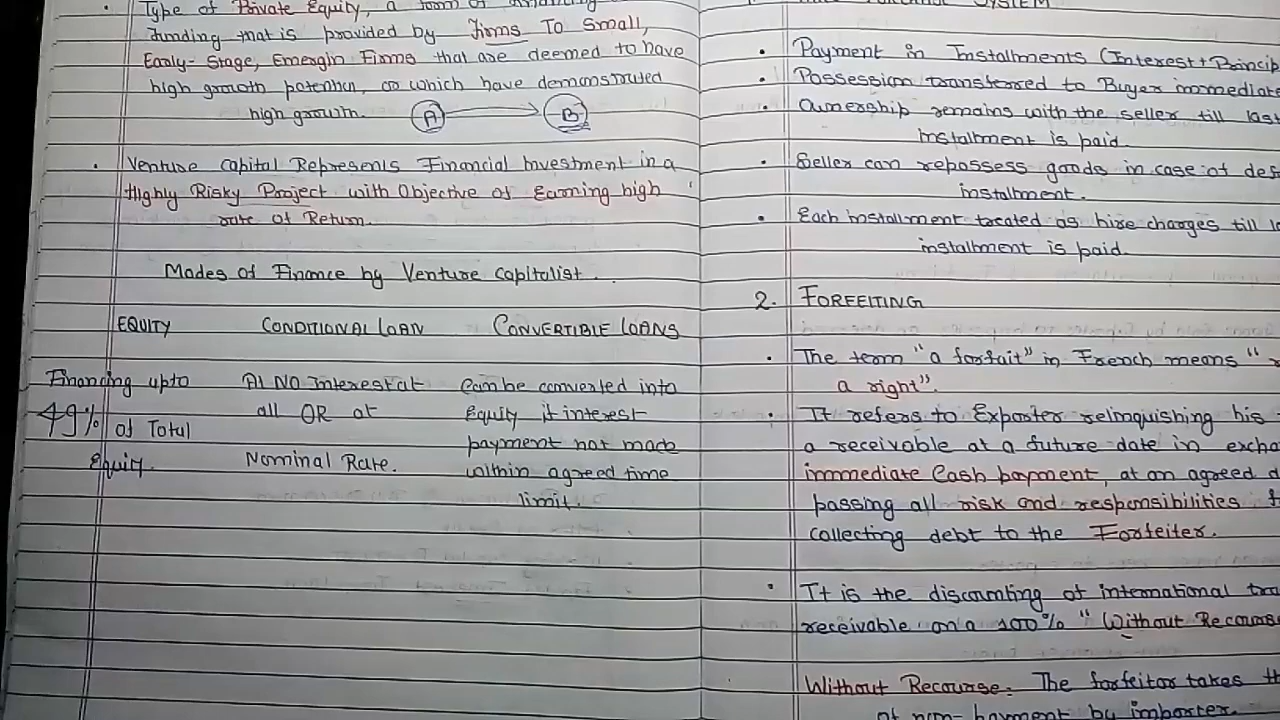 Type of Private Equity, a form of
funding that is provided by Firms To Small,
Early-Stage, Emergin Firms that are deemed to have
high growth potential, or which have demonstrated
high growth. A B
Venture Capital Represents Financial Investment in a
Highly Risky Project with Objective of Earning high
rate of Return.
Modes of Finance by Venture Capitalist.
EQUITY CONDITIONAL LOAN CONVERTIBLE LOANS
Financing upto At NO Interest at Can be converted into
49% of Total all OR at Equity if interest
payment not made
Equity. Nominal Rate. within agreed time
limit.
SYSTEM
Payment in Installments (Interest + Princip
Possession transferred to Buyer immediate
Ownership remains with the seller till last
installment is paid.
Seller can repossess goods in case of def
installment.
Each installment treated as hire charges till l
installment is paid.
2. FORFEITING
The term "a forfait" in French means "
a right".
It refers to Exporter relinquishing his
a receivable at a future date in excha
immediate Cash payment, at an agreed d
passing all risk and responsibilities f
collecting debt to the Forfeiter.
It is the discounting of international tra
receivable on a 100% "Without Recours
Without Recourse: The forfeitor takes th
of non-payment by importer.